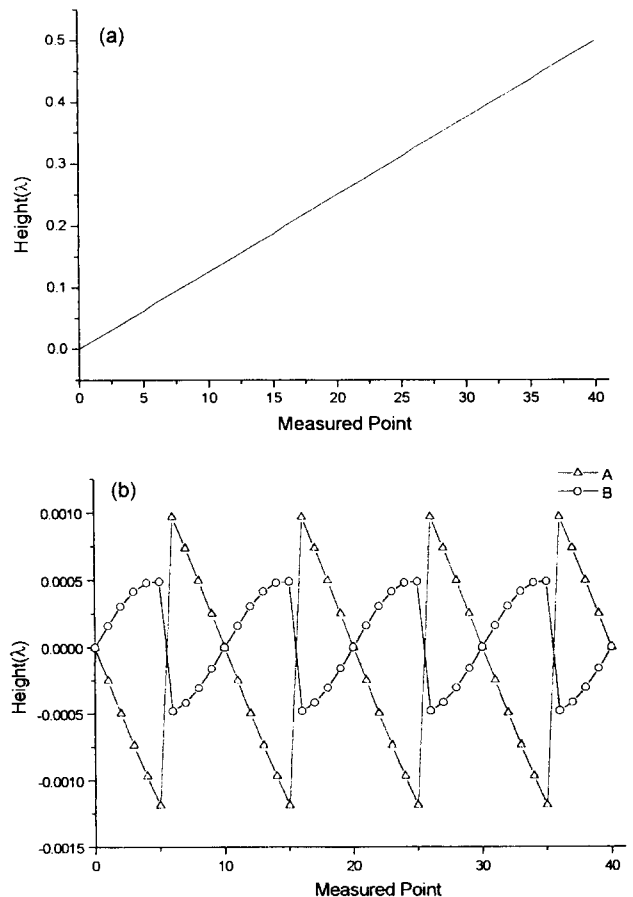 (a)
0.5
0.4
0.3
0.2
0.1
0.0
Height(λ)
0 5 10 15 20 25 30 35 40
Measured Point
(b)
A
B
0.0010
0.0005
0.0000
-0.0005
-0.0010
-0.0015
Height(λ)
0 10 20 30 40
Measured Point